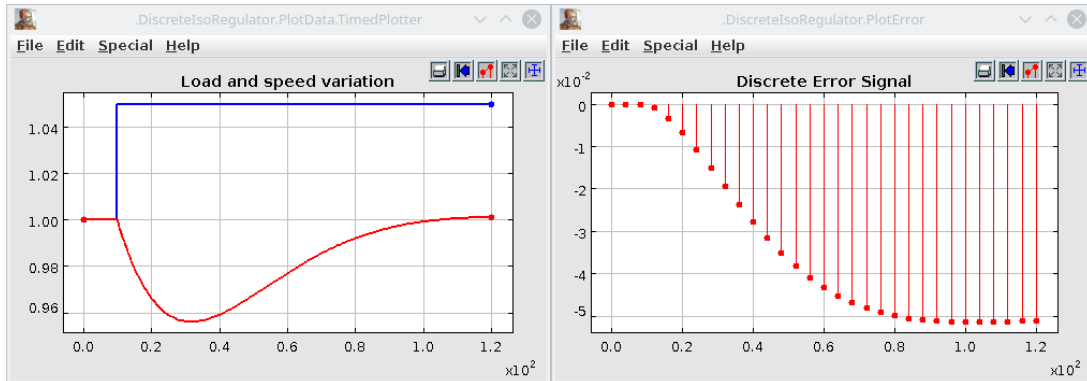 .DiscreteIsoRegulator.PlotData.TimedPlotter
File Edit Special Help
Load and speed variation
1.04
1.02
1.00
0.98
0.96
0.0 0.2 0.4 0.6 0.8 1.0 1.2
x10^2
.DiscreteIsoRegulator.PlotError
File Edit Special Help
x10^-2
Discrete Error Signal
0
-1
-2
-3
-4
-5
0.0 0.2 0.4 0.6 0.8 1.0 1.2
x10^2